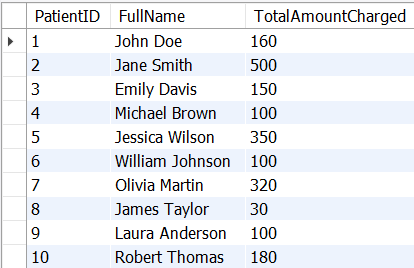 PatientID FullName TotalAmountCharged
1 John Doe 160
2 Jane Smith 500
3 Emily Davis 150
4 Michael Brown 100
5 Jessica Wilson 350
6 William Johnson 100
7 Olivia Martin 320
8 James Taylor 30
9 Laura Anderson 100
10 Robert Thomas 180